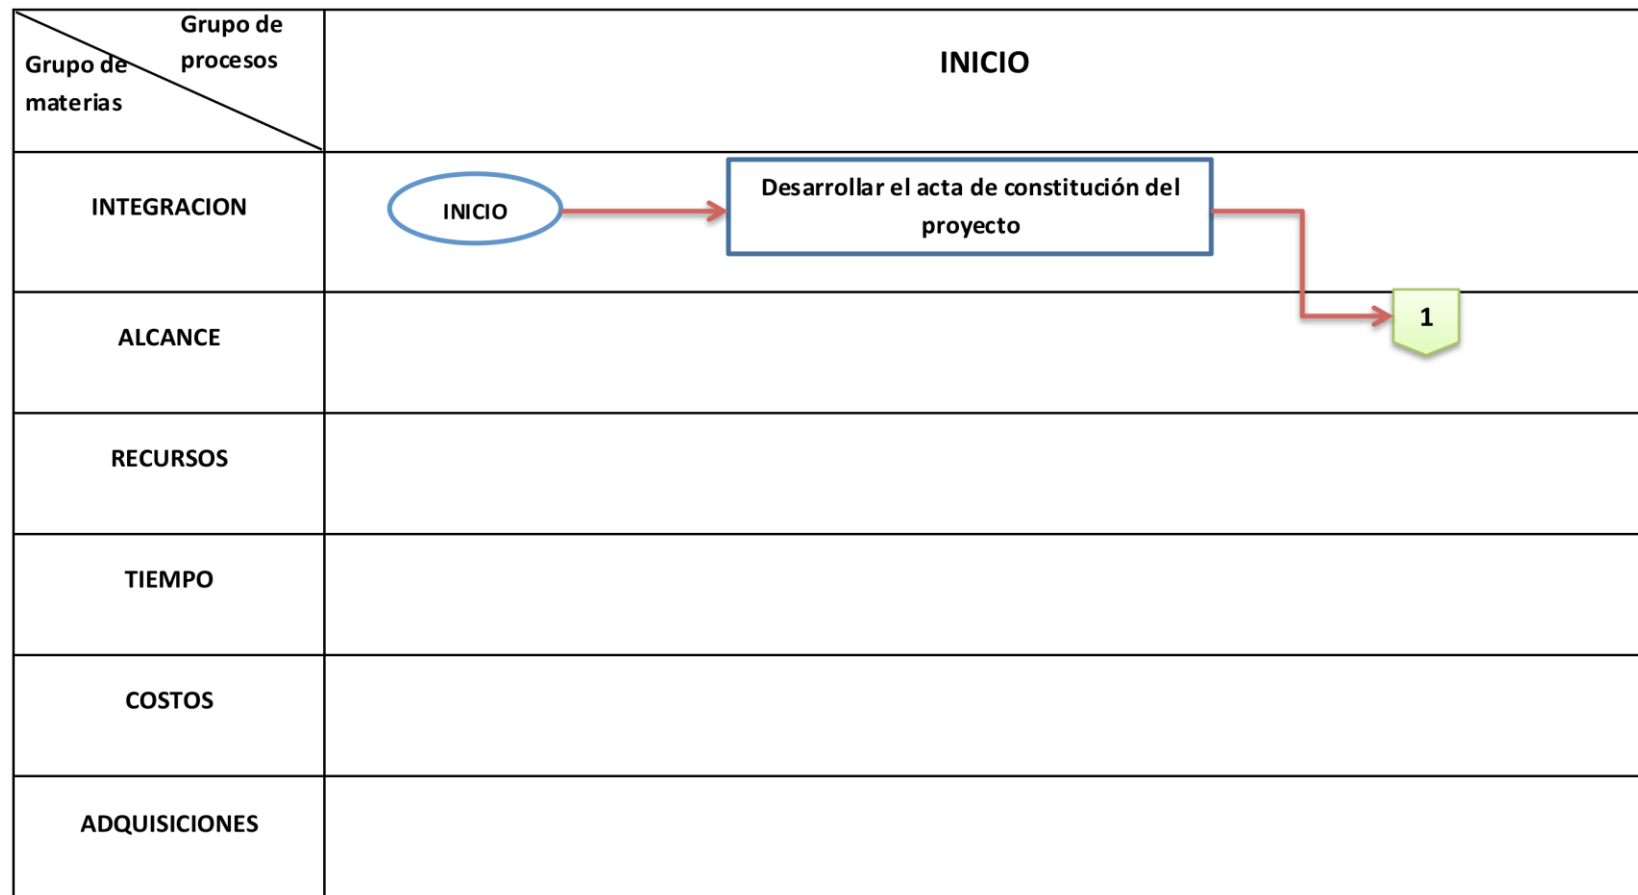 Grupo de
procesos
Grupo de
materias
INICIO
INTEGRACION
INICIO
Desarrollar el acta de constitución del
proyecto
ALCANCE
1
RECURSOS
TIEMPO
COSTOS
ADQUISICIONES